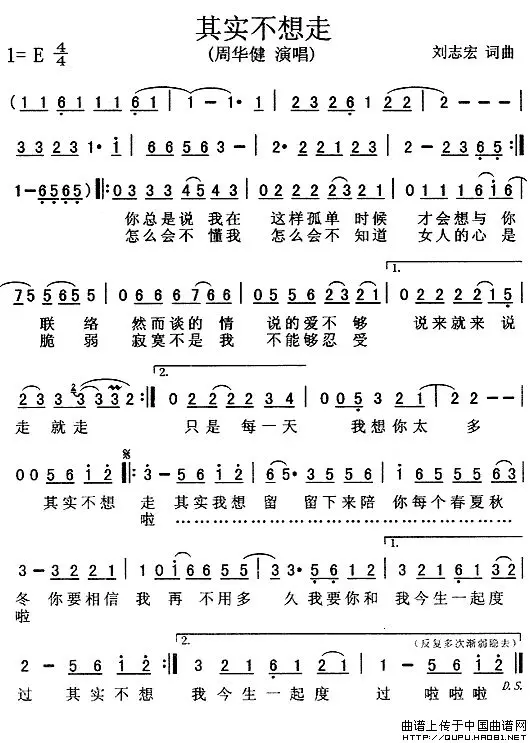 其实不想走
1= E 4/4 (周华健 演唱) 刘志宏 词曲
( 1 1 6 1 1 1 1 6 1 | 1 - 1· 1 | 2 3 2 6 1 2 2 | 2 -
3 3 2 3 1· i | 6 6 5 6 3 - | 2· 2 1 2 3 | 2 - 2 3 6 5 :||
1 - 6 5 6 5 ) ||: 0 3 3 3 4 5 4 3 | 0 2 2 2 2 3 2 1 | 0 1 1 1 1 6 1
你总是说 我在 这样孤单 时候 才会想与 你
怎么会不 懂我 怎么会不 知道 女人的心 是
7 5 5 6 5 5 | 0 6 6 6 7 6 6 | 0 5 5 5 2 3 2 1 | 1. 0 2 2 2 2 1 5
联 络 然而谈的 情 说的爱不 够 说来就来 说
脆 弱 寂寞不是 我 不能够忍 受
2 3 3 3 3 3 3 2 :|| 2. 0 2 2 2 2 3 4 | 0 0 5 3 2 1 | 2 2 -
走 就 走 只是 每一天 我想你太 多
0 0 5 6 i 2 ||: 3 - 5 6 i 2 | 6 5· 5 3 2 1 | 1 6 5 5 5 6 3
其实不想 走 其实我想 留 留下来陪 你每个春夏秋
啦 ……………………………………
3 - 3 2 2 1 | 1 0 i 6 6 5 5 | 3 3· 5 6 1 2 | 1. 3 2 1 6 1 3 2
冬 你要相信 我 再 不用多 久我要你和 我今生一起度
啦
2 - 5 6 i 2 :|| 2. 3 2 1 6 1 2 1 | 1 - 5 6 i 2 :||
(反复多次渐弱隐去)
过 其实不想 我今生一起度 过 啦啦啦 D.S.
曲谱上传于中国曲谱网
HTTP://QUPU.HAO81.NET